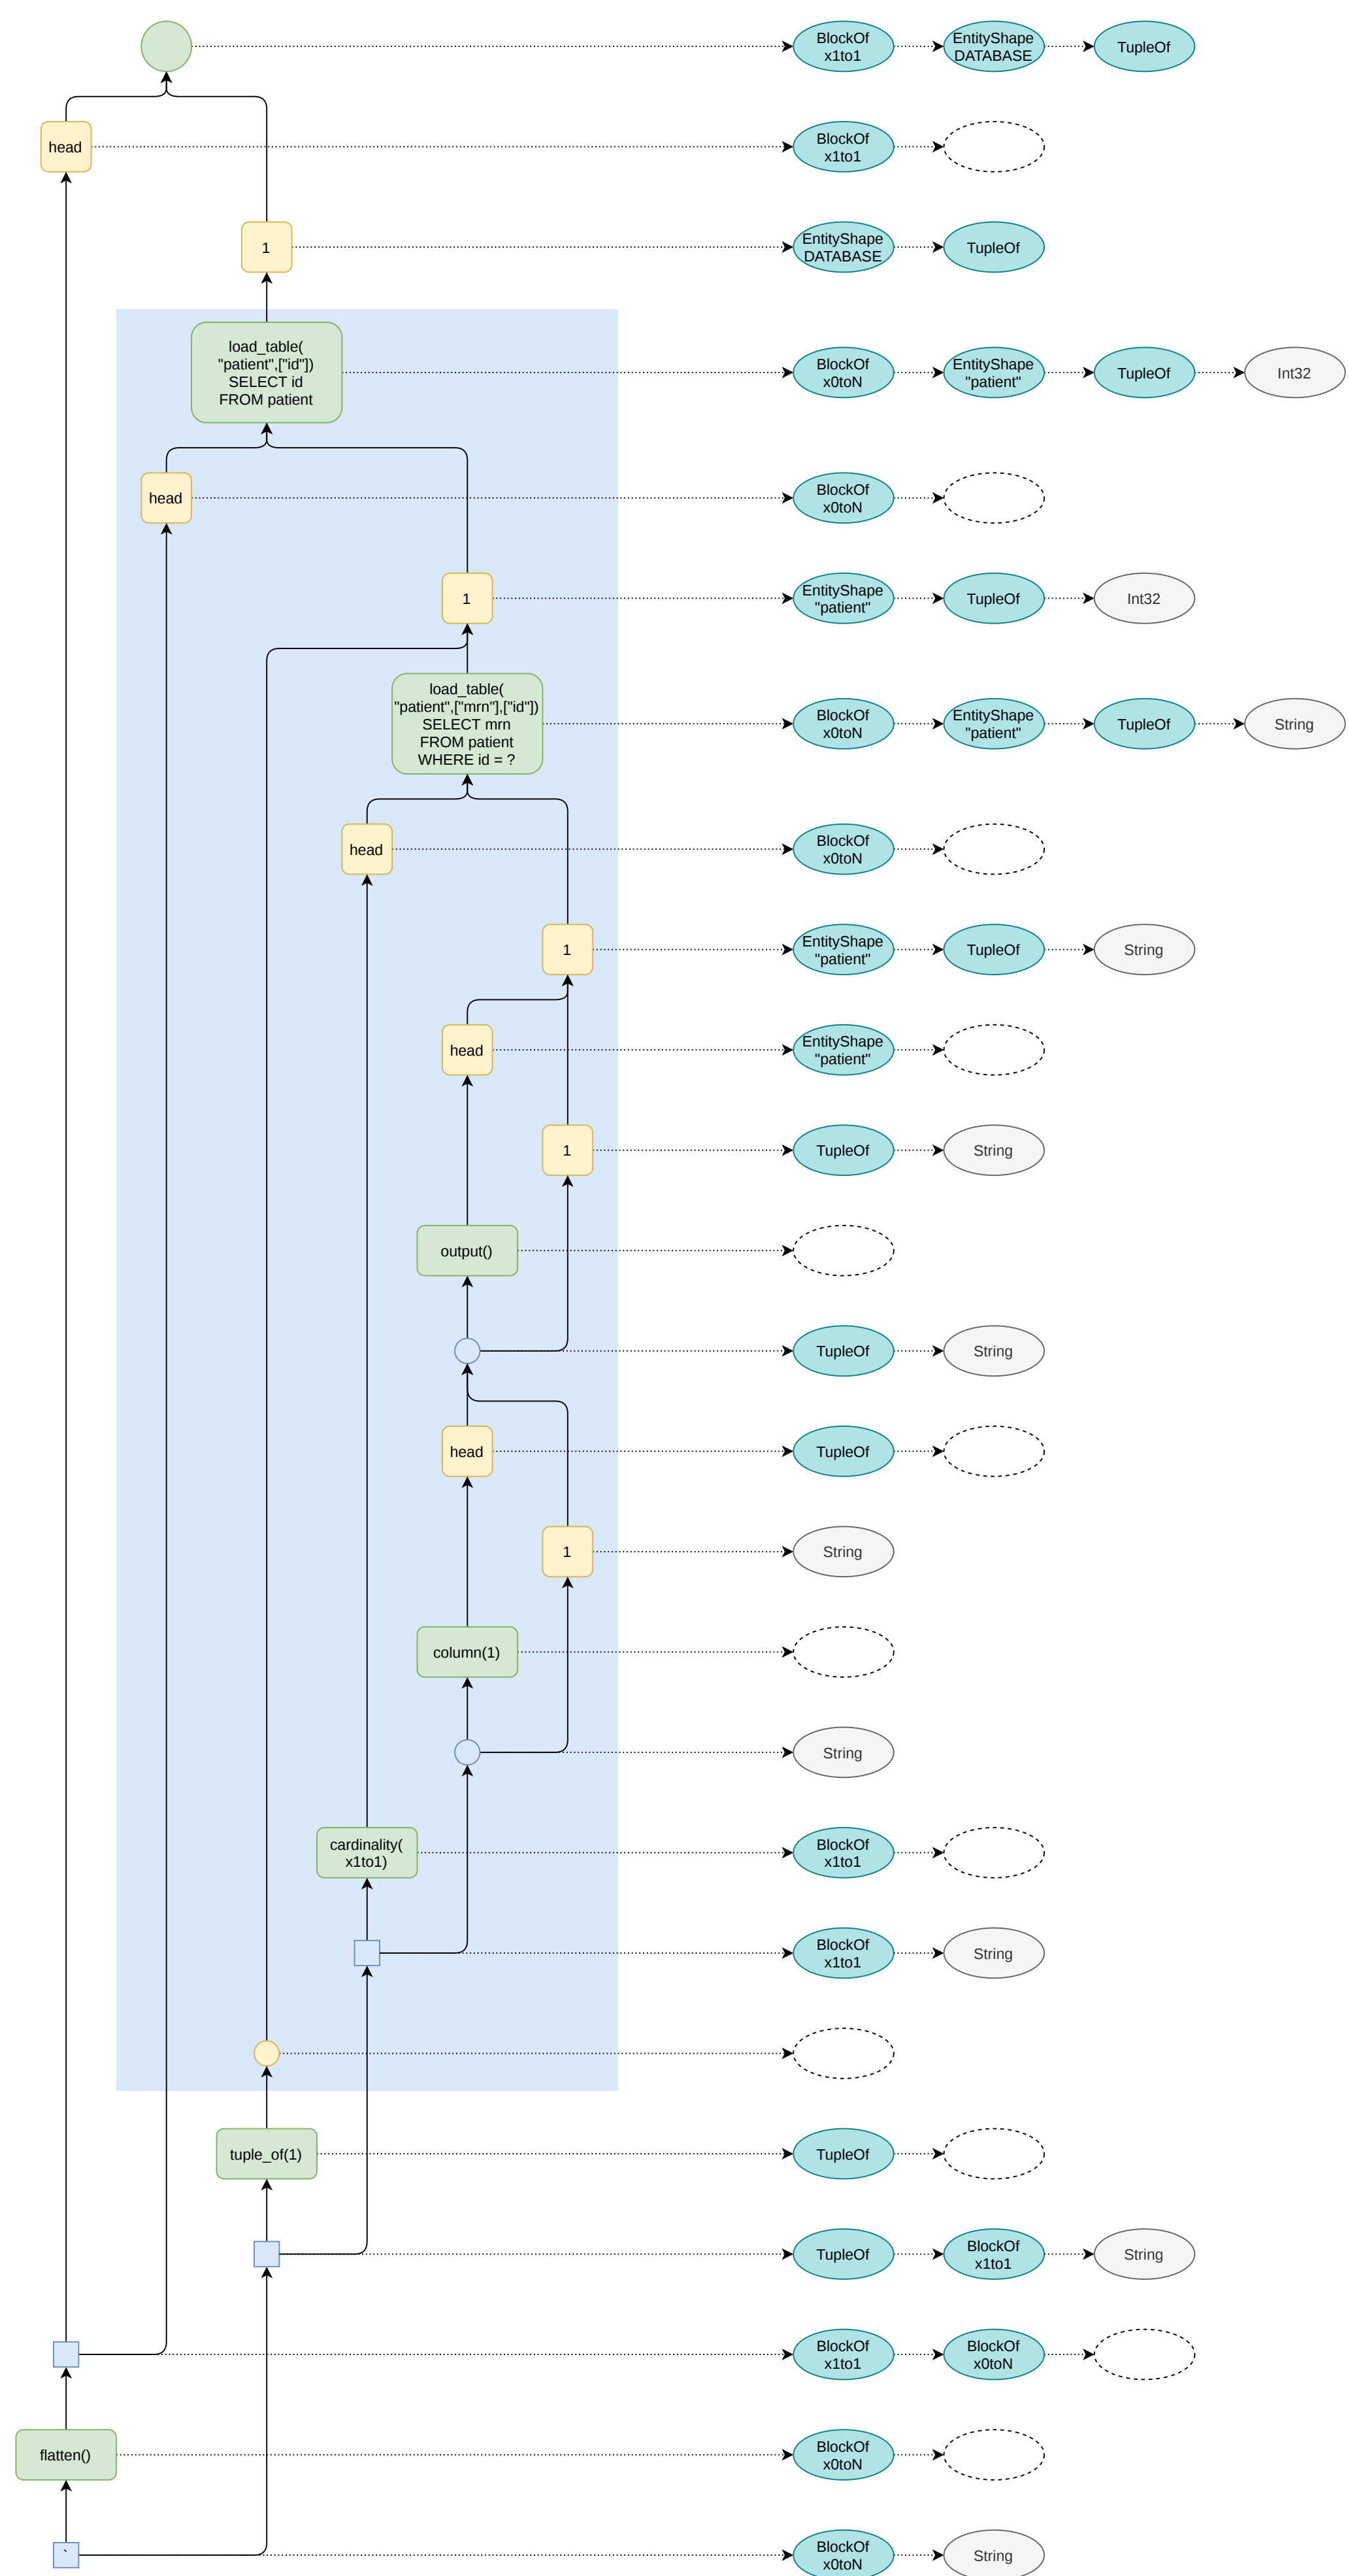 BlockOf
x1to1
EntityShape
DATABASE
TupleOf
head
BlockOf
x1to1
1
EntityShape
DATABASE
TupleOf
load_table(
"patient",["id"])
SELECT id
FROM patient
BlockOf
x0toN
EntityShape
"patient"
TupleOf
Int32
head
BlockOf
x0toN
1
EntityShape
"patient"
TupleOf
Int32
load_table(
"patient",["mrn"],["id"])
SELECT mrn
FROM patient
WHERE id = ?
BlockOf
x0toN
EntityShape
"patient"
TupleOf
String
head
BlockOf
x0toN
1
EntityShape
"patient"
TupleOf
String
head
EntityShape
"patient"
1
TupleOf
String
output()
TupleOf
String
head
TupleOf
1
String
column(1)
String
cardinality(
x1to1)
BlockOf
x1to1
BlockOf
x1to1
String
tuple_of(1)
TupleOf
TupleOf
BlockOf
x1to1
String
BlockOf
x1to1
BlockOf
x0toN
flatten()
BlockOf
x0toN
`
BlockOf
x0toN
String